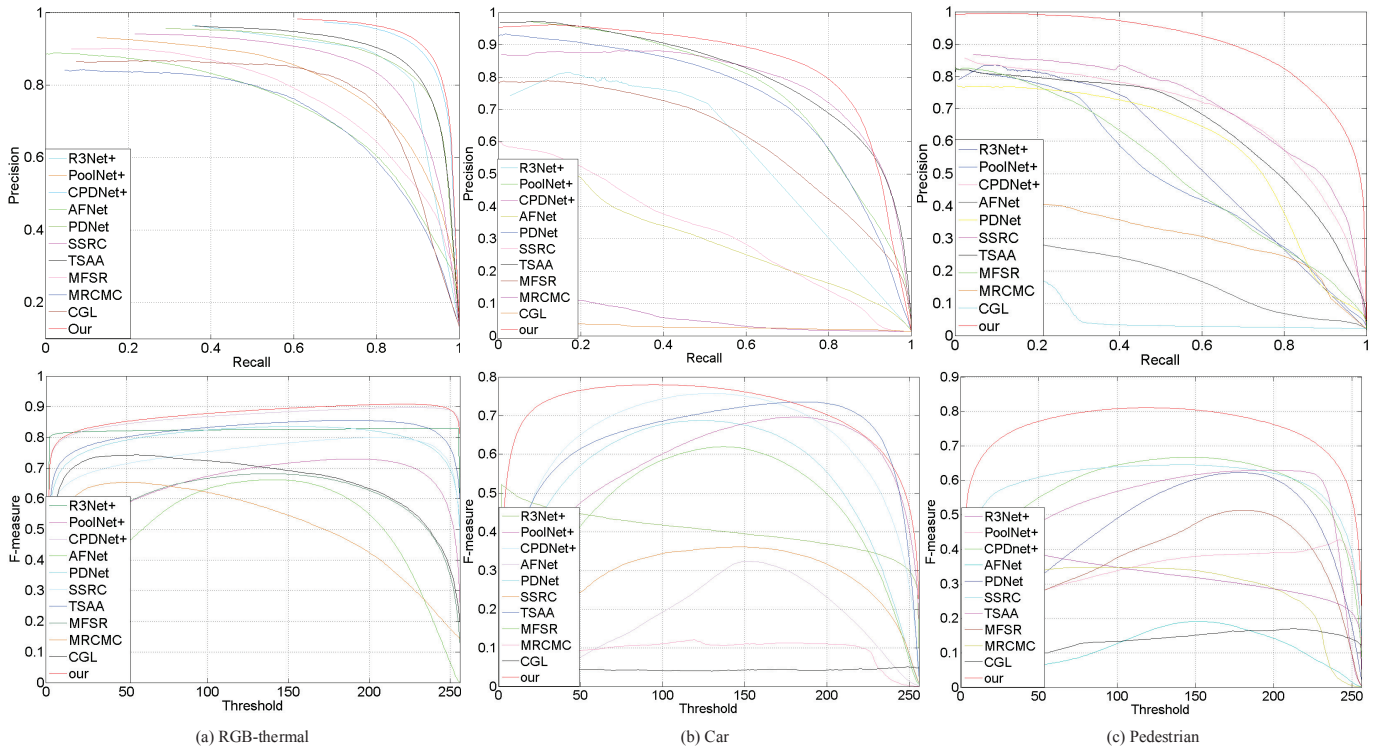 1
0.8
0.6
0.4
0.2
Precision
R3Net+
PoolNet+
CPDNet+
AFNet
PDNet
SSRC
TSAA
MFSR
MRCMC
CGL
Our
0 0.2 0.4 0.6 0.8 1
Recall
1
0.9
0.8
0.7
0.6
0.5
0.4
0.3
0.2
0.1
0
Precision
R3Net+
PoolNet+
CPDNet+
AFNet
PDNet
SSRC
TSAA
MFSR
MRCMC
CGL
our
0 0.2 0.4 0.6 0.8 1
Recall
1
0.9
0.8
0.7
0.6
0.5
0.4
0.3
0.2
0.1
0
Precision
R3Net+
PoolNet+
CPDNet+
AFNet
PDNet
SSRC
TSAA
MFSR
MRCMC
CGL
our
0 0.2 0.4 0.6 0.8 1
Recall
1
0.9
0.8
0.7
0.6
0.5
0.4
0.3
0.2
0.1
0
F-measure
R3Net+
PoolNet+
CPDNet+
AFNet
PDNet
SSRC
TSAA
MFSR
MRCMC
CGL
our
0 50 100 150 200 250
Threshold
(a) RGB-thermal
0.8
0.7
0.6
0.5
0.4
0.3
0.2
0.1
0
F-measure
R3Net+
PoolNet+
CPDNet+
AFNet
PDNet
SSRC
TSAA
MFSR
MRCMC
CGL
our
0 50 100 150 200 250
Threshold
(b) Car
0.9
0.8
0.7
0.6
0.5
0.4
0.3
0.2
0.1
0
F-measure
R3Net+
PoolNet+
CPDnet+
AFNet
PDNet
SSRC
TSAA
MFSR
MRCMC
CGL
our
0 50 100 150 200 250
Threshold
(c) Pedestrian